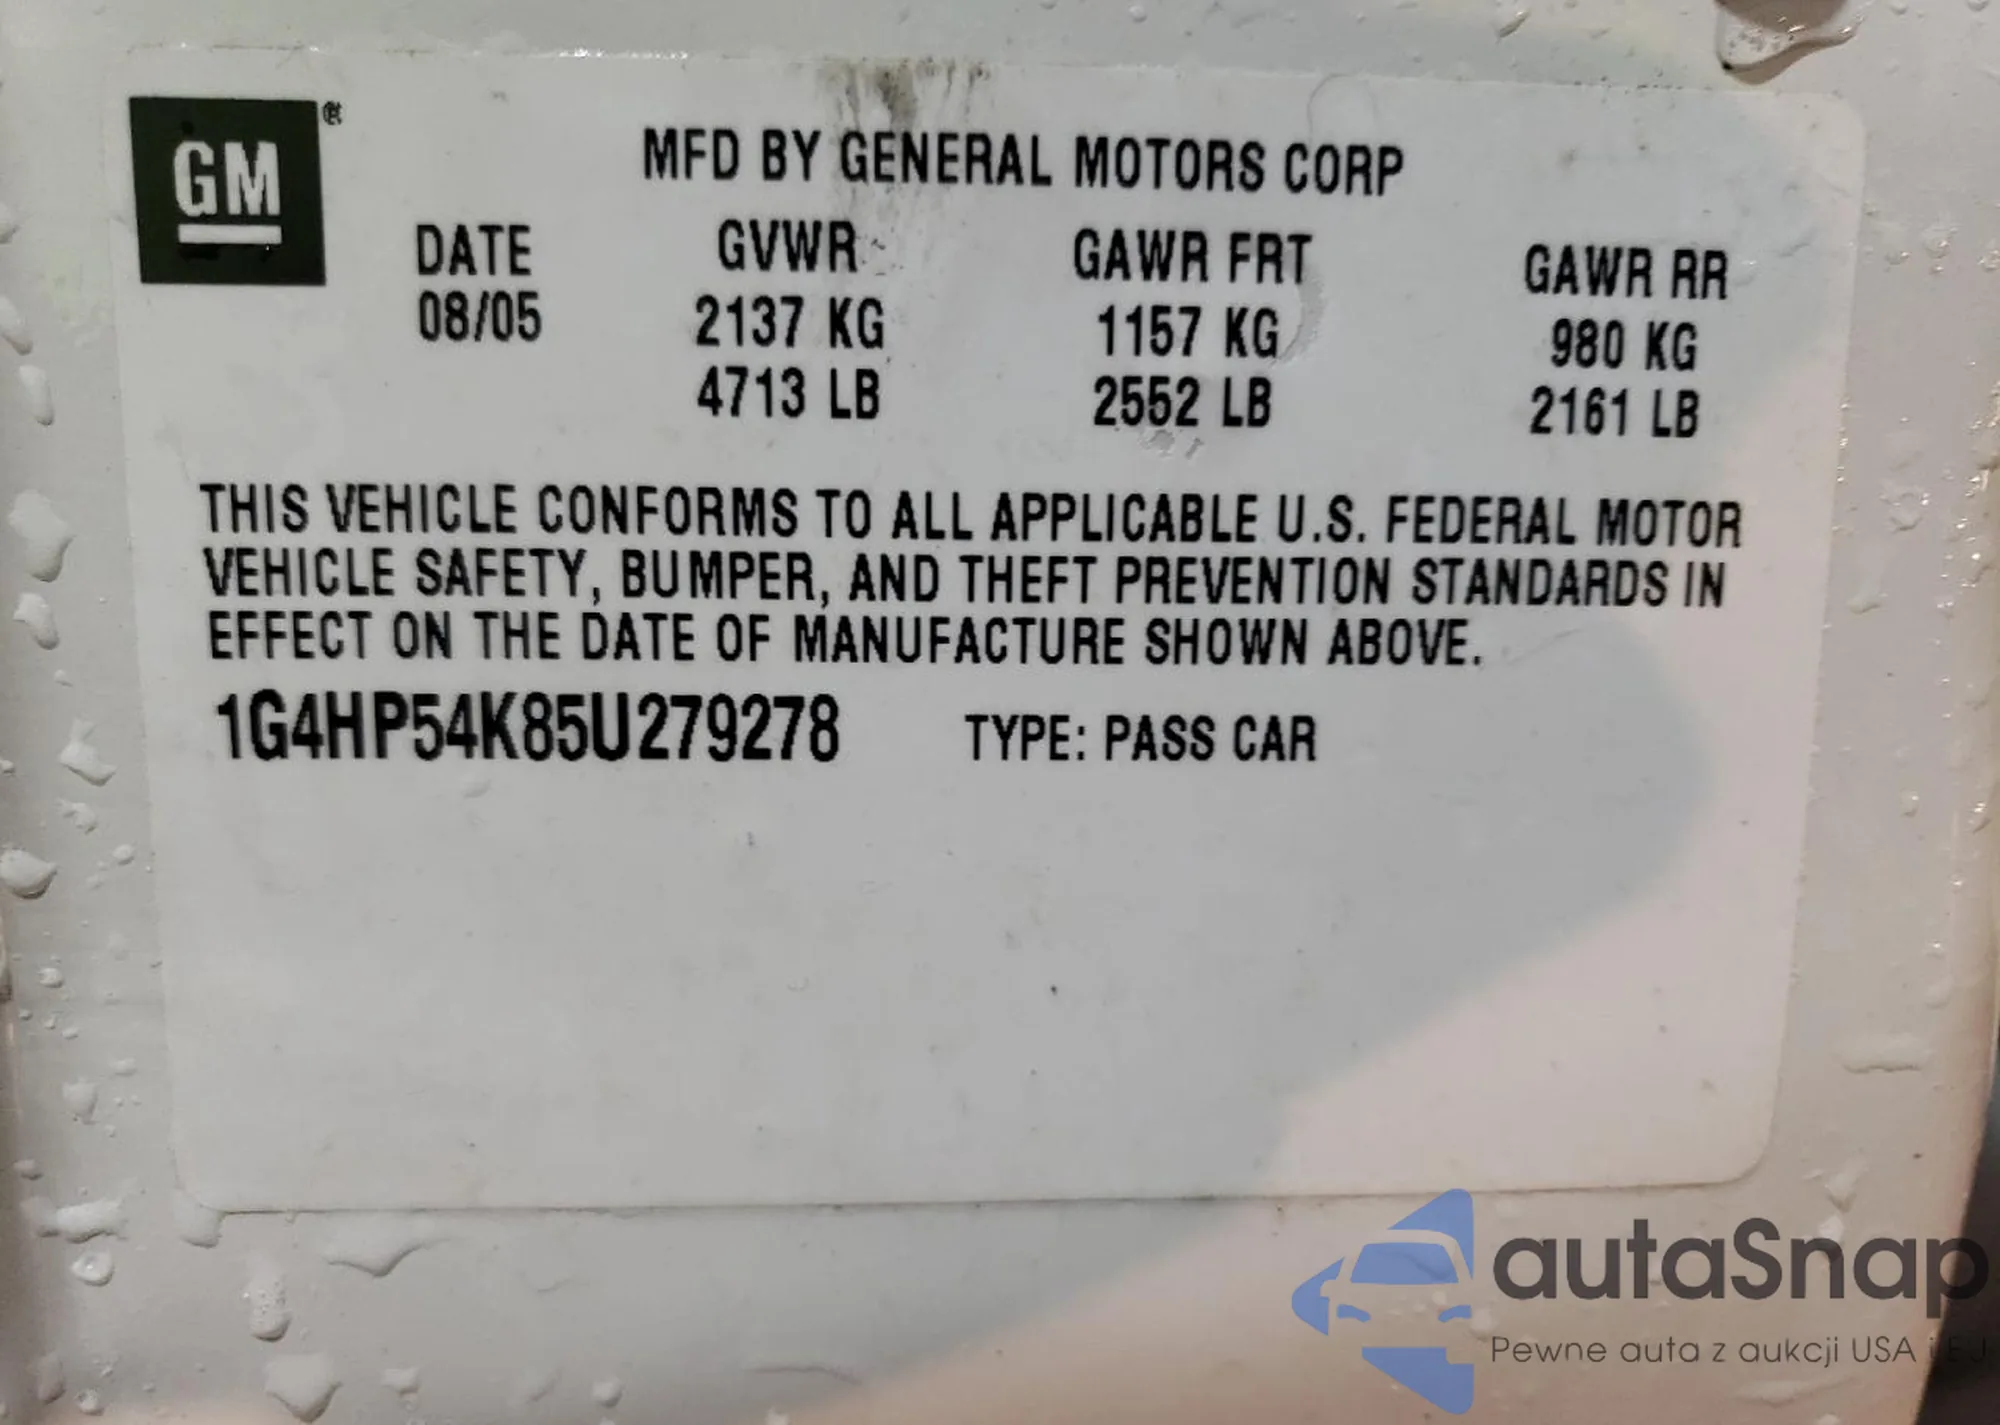 GM ®
MFD BY GENERAL MOTORS CORP
DATE GVWR GAWR FRT GAWR RR
08/05 2137 KG 1157 KG 980 KG
4713 LB 2552 LB 2161 LB
THIS VEHICLE CONFORMS TO ALL APPLICABLE U.S. FEDERAL MOTOR
VEHICLE SAFETY, BUMPER, AND THEFT PREVENTION STANDARDS IN
EFFECT ON THE DATE OF MANUFACTURE SHOWN ABOVE.
1G4HP54K85U279278 TYPE: PASS CAR
autaSnap
Pewne auta z aukcji USA i EU